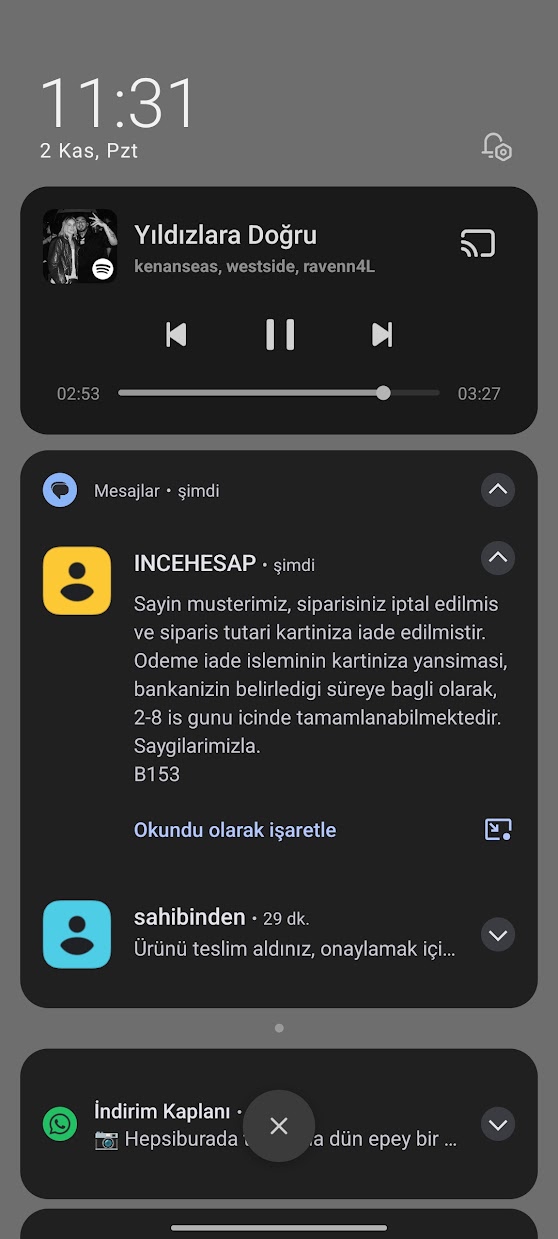 11:31
2 Kas, Pzt
Yıldızlara Doğru
kenanseas, westside, ravenn4L
02:53
03:27
Mesajlar • şimdi
INCEHESAP • şimdi
Sayin musterimiz, siparisiniz iptal edilmis
ve siparis tutari kartiniza iade edilmistir.
Odeme iade isleminin kartiniza yansimasi,
bankanizin belirledigi süreye bagli olarak,
2-8 is gunu icinde tamamlanabilmektedir.
Saygilarimizla.
B153
Okundu olarak işaretle
sahibinden • 29 dk.
Ürünü teslim aldınız, onaylamak içi...
İndirim Kaplanı •
Hepsiburada dün epey bir ...